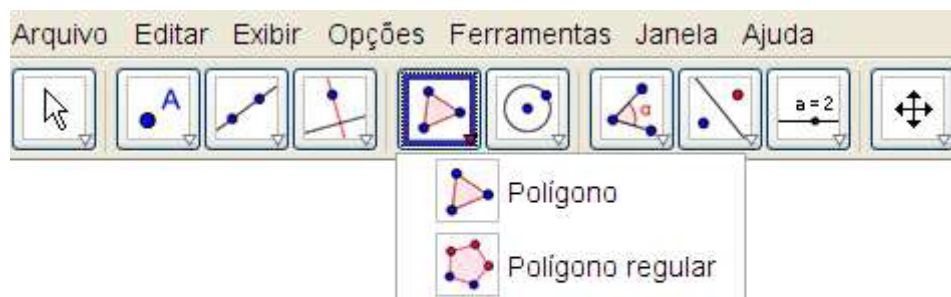 Arquivo Editar Exibir Opções Ferramentas Janela Ajuda
A α a = 2
Polígono
Polígono regular